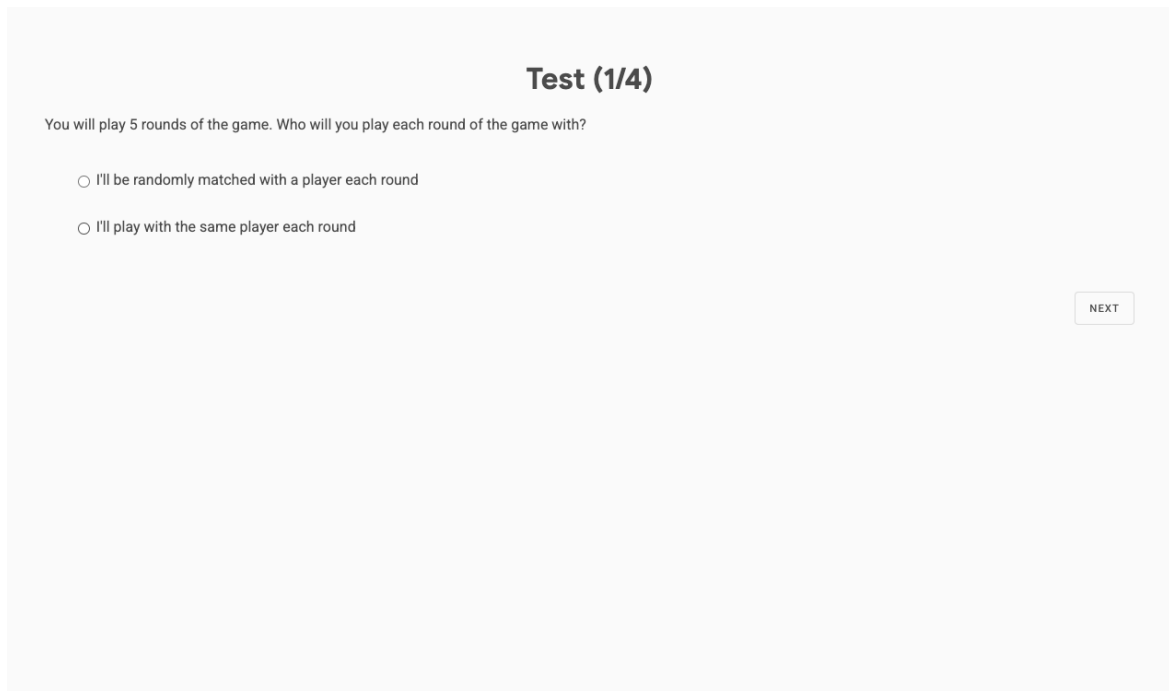 Test (1/4)
You will play 5 rounds of the game. Who will you play each round of the game with?
I'll be randomly matched with a player each round
I'll play with the same player each round
NEXT